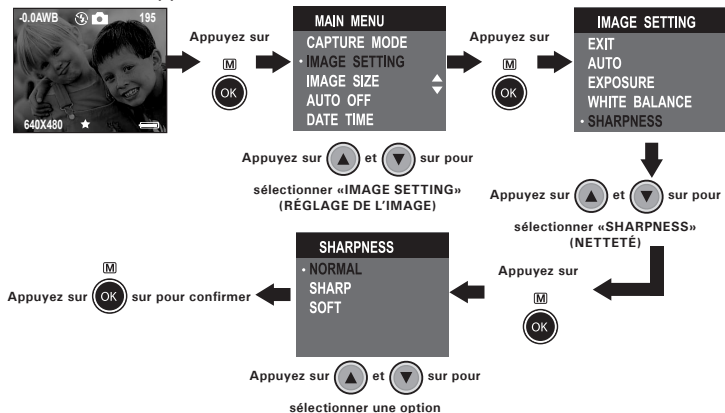 -0.0AWB 195
640X480
Appuyez sur
M
OK
MAIN MENU
CAPTURE MODE
• IMAGE SETTING
IMAGE SIZE
AUTO OFF
DATE TIME
Appuyez sur et sur pour
sélectionner «IMAGE SETTING»
(RÉGLAGE DE L'IMAGE)
Appuyez sur
M
OK
IMAGE SETTING
EXIT
AUTO
EXPOSURE
WHITE BALANCE
• SHARPNESS
Appuyez sur et sur pour
sélectionner «SHARPNESS»
(NETTETÉ)
Appuyez sur
M
OK
SHARPNESS
• NORMAL
SHARP
SOFT
Appuyez sur et sur pour
sélectionner une option
M
Appuyez sur OK sur pour confirmer